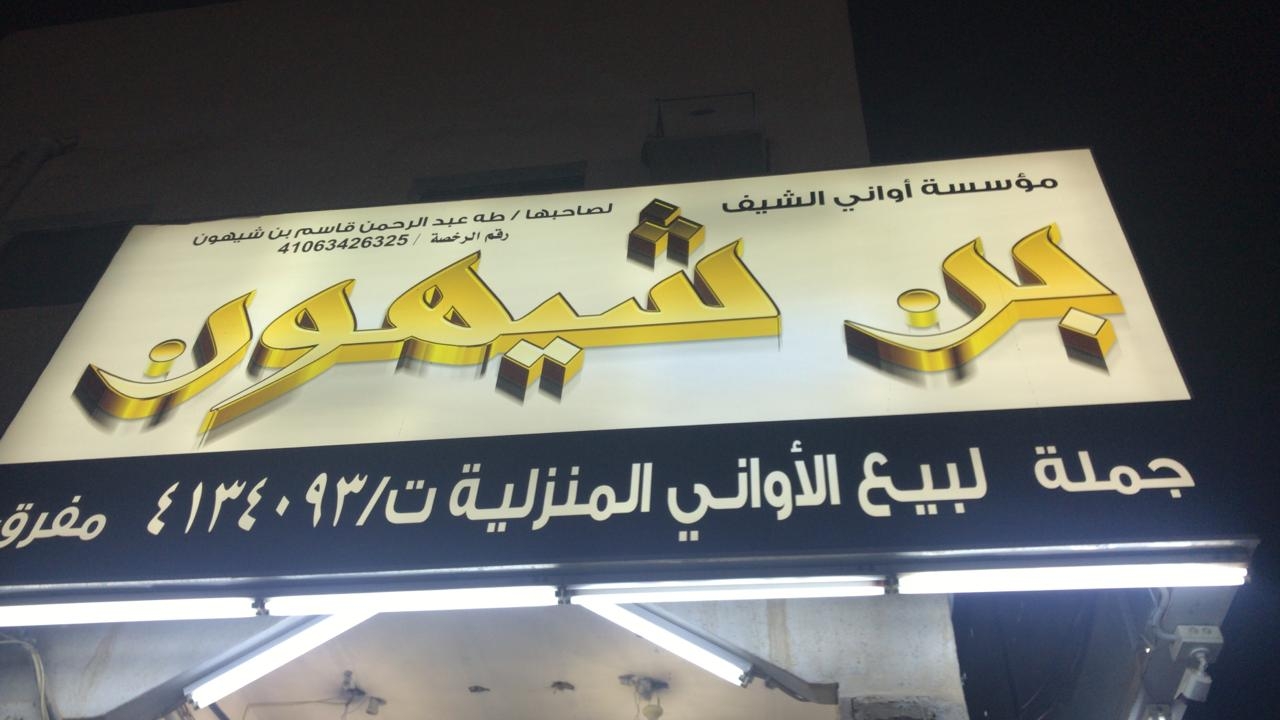 مؤسسة أواني الشيف
لصاحبها / طه عبد الرحمن قاسم بن شيهون
رقم الرخصة / 41063426325
بن شيهون
جملة لبيع الأواني المنزلية ت/٤١٣٤٠٩٣ مفرق